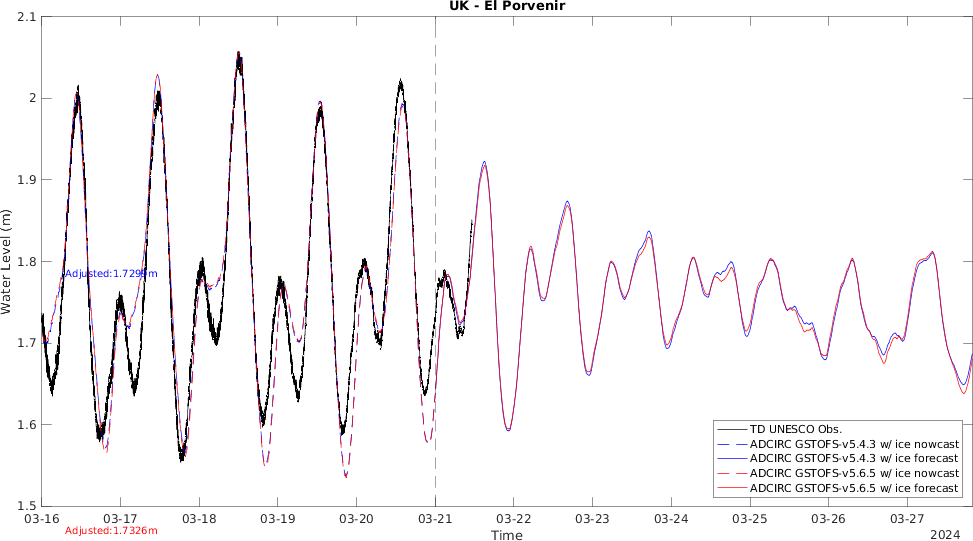 UK - El Porvenir
2.1
2
1.9
1.8
1.7
1.6
1.5
Water Level (m)
Adjusted:1.7299m
TD UNESCO Obs.
ADCIRC GSTOFS-v5.4.3 w/ ice nowcast
ADCIRC GSTOFS-v5.4.3 w/ ice forecast
ADCIRC GSTOFS-v5.6.5 w/ ice nowcast
ADCIRC GSTOFS-v5.6.5 w/ ice forecast
03-16 03-17 03-18 03-19 03-20 03-21 03-22 03-23 03-24 03-25 03-26 03-27
Adjusted:1.7326m
Time
2024